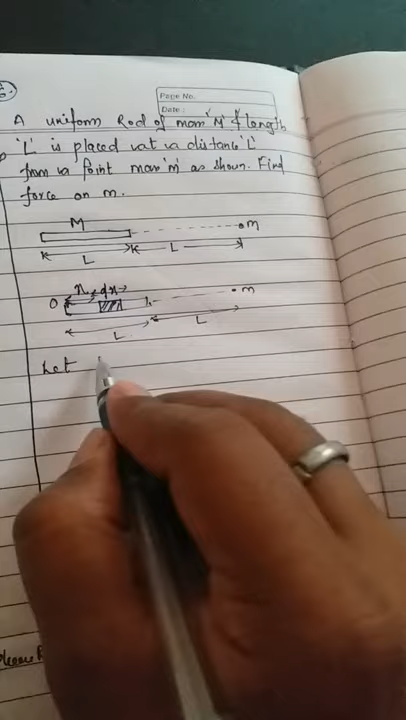 6.
Page No.
Date:
A uniform Rod of mass 'M' & length
'L' is placed at a distance 'L'
from a point mass 'm' as shown. Find
force on m.
M
m
L
L
x dx
O
m
L
L
Let